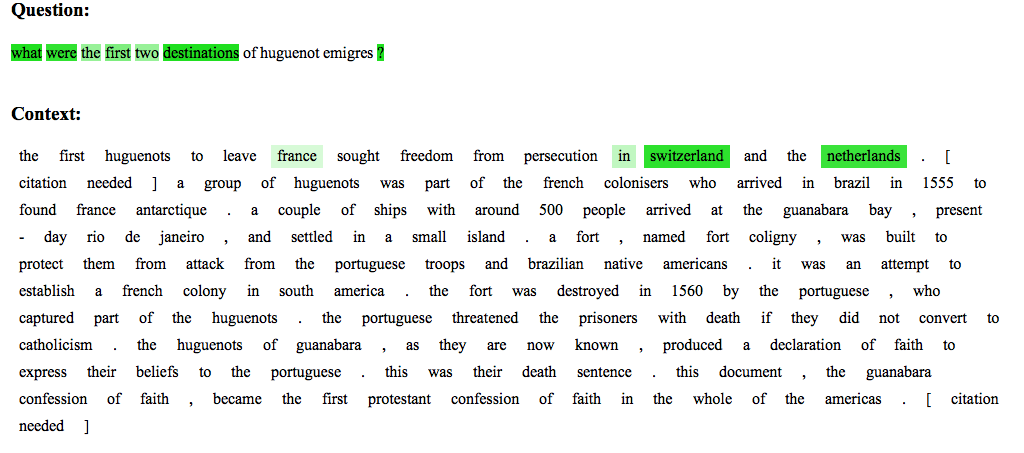 Question:
what were the first two destinations of huguenot emigres ?
Context:
the first huguenots to leave france sought freedom from persecution in switzerland and the netherlands . [
citation needed ] a group of huguenots was part of the french colonisers who arrived in brazil in 1555 to
found france antarctique . a couple of ships with around 500 people arrived at the guanabara bay , present
- day rio de janeiro , and settled in a small island . a fort , named fort coligny , was built to
protect them from attack from the portuguese troops and brazilian native americans . it was an attempt to
establish a french colony in south america . the fort was destroyed in 1560 by the portuguese , who
captured part of the huguenots . the portuguese threatened the prisoners with death if they did not convert to
catholicism . the huguenots of guanabara , as they are now known , produced a declaration of faith to
express their beliefs to the portuguese . this was their death sentence . this document , the guanabara
confession of faith , became the first protestant confession of faith in the whole of the americas . [ citation
needed ]